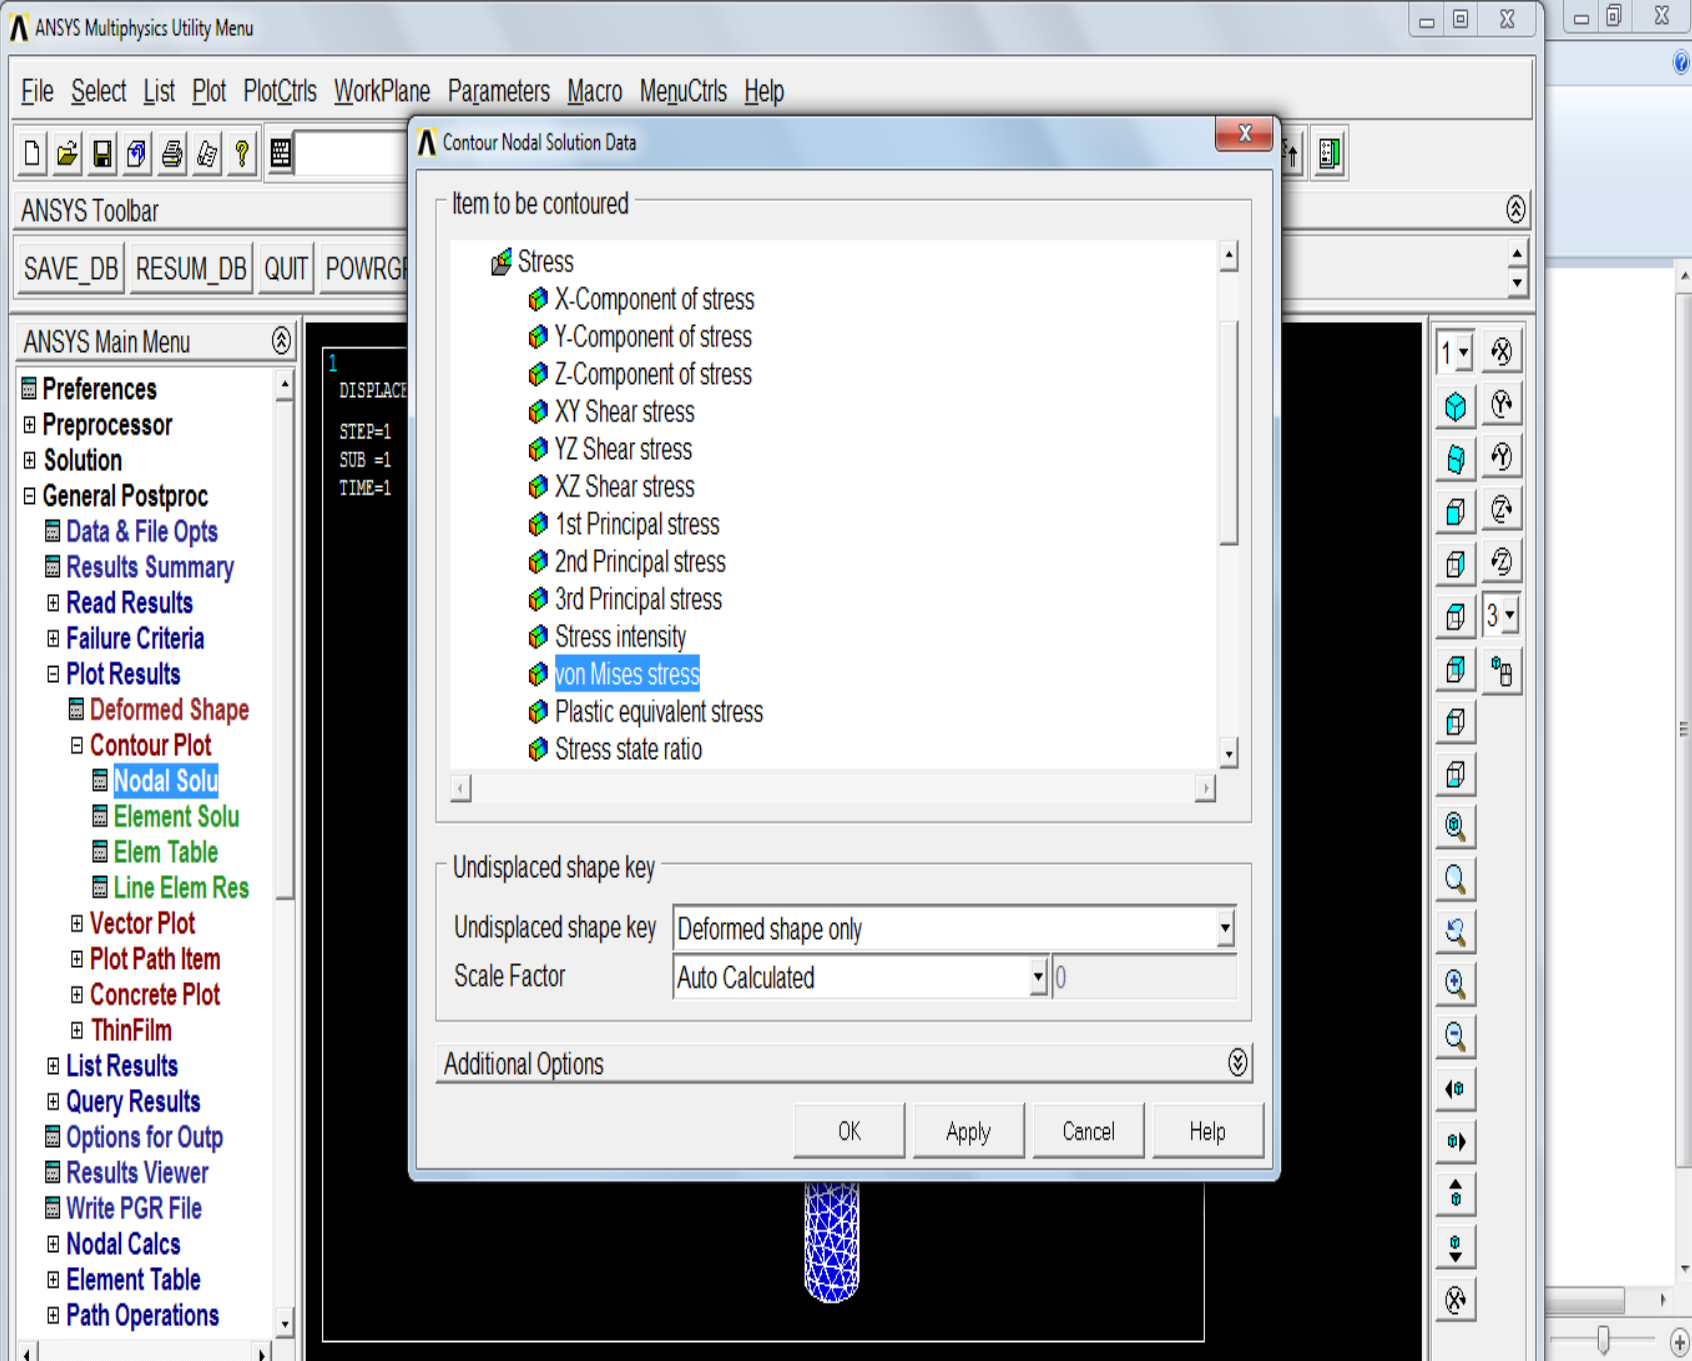 ANSYS Multiphysics Utility Menu
File Select List Plot PlotCtrls WorkPlane Parameters Macro MenuCtrls Help
ANSYS Toolbar
SAVE_DB RESUM_DB QUIT POWRG
ANSYS Main Menu
Preferences
Preprocessor
Solution
General Postproc
Data & File Opts
Results Summary
Read Results
Failure Criteria
Plot Results
Deformed Shape
Contour Plot
Nodal Solu
Element Solu
Elem Table
Line Elem Res
Vector Plot
Plot Path Item
Concrete Plot
ThinFilm
List Results
Query Results
Options for Outp
Results Viewer
Write PGR File
Nodal Calcs
Element Table
Path Operations
1
DISPLACE
STEP=1
SUB =1
TIME=1
Contour Nodal Solution Data
Item to be contoured
Stress
X-Component of stress
Y-Component of stress
Z-Component of stress
XY Shear stress
YZ Shear stress
XZ Shear stress
1st Principal stress
2nd Principal stress
3rd Principal stress
Stress intensity
von Mises stress
Plastic equivalent stress
Stress state ratio
Undisplaced shape key
Undisplaced shape key Deformed shape only
Scale Factor Auto Calculated 0
Additional Options
OK Apply Cancel Help
1
3